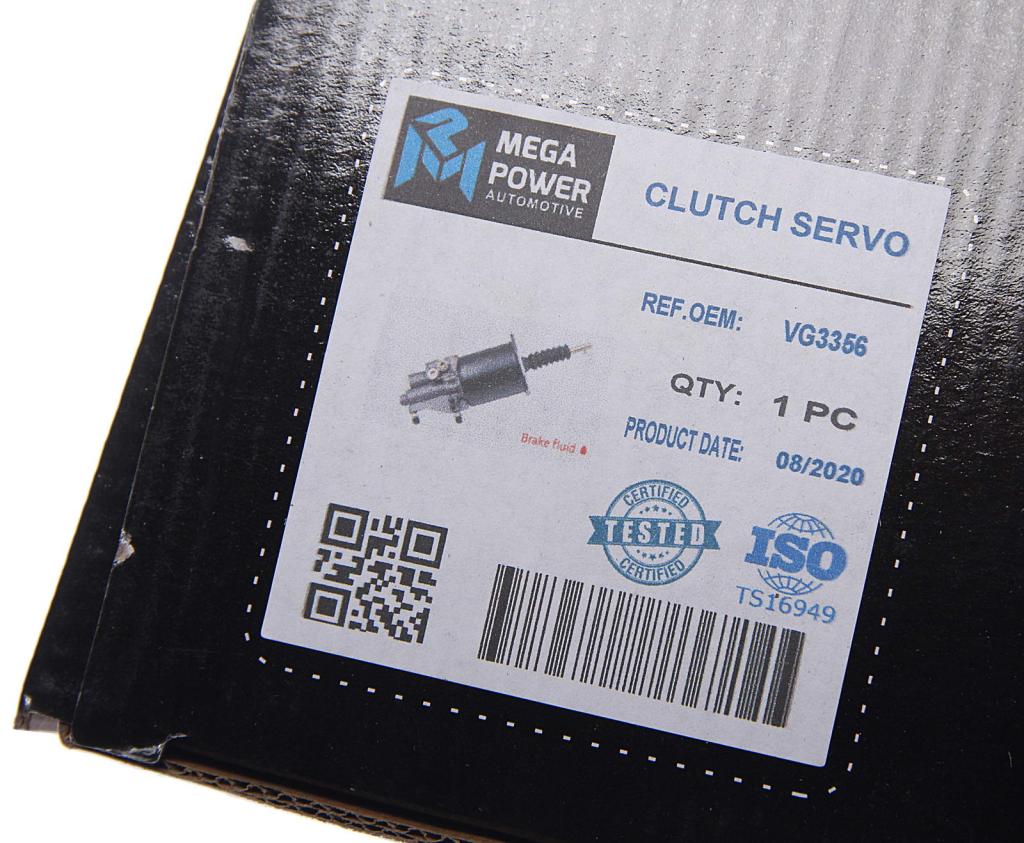 MEGA
POWER
AUTOMOTIVE
CLUTCH SERVO
REF.OEM: VG3356
QTY: 1 PC
PRODUCT DATE: 08/2020
Brake fluid
CERTIFIED
TESTED
CERTIFIED
ISO
TS16949